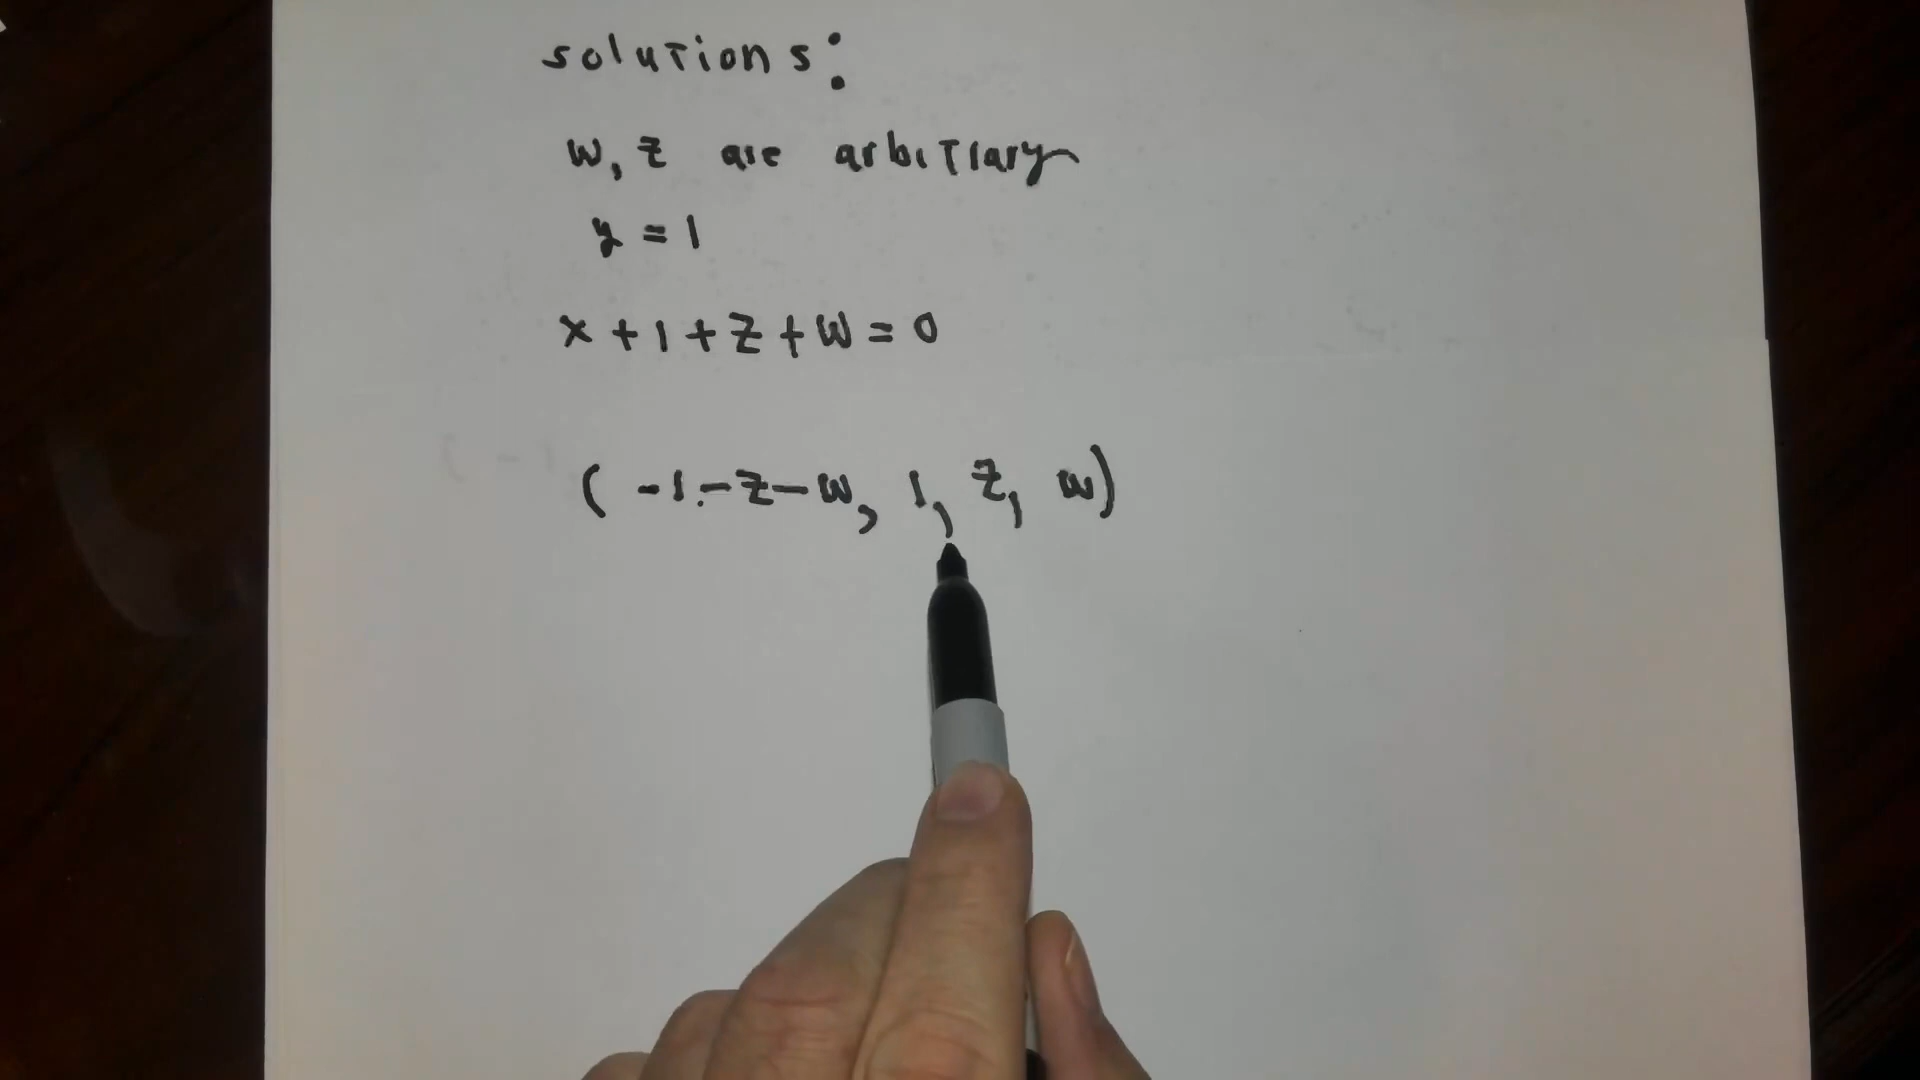 solutions:
w, z are arbitrary
y = 1
x + 1 + z + w = 0
( -1 - z - w, 1, z, w)